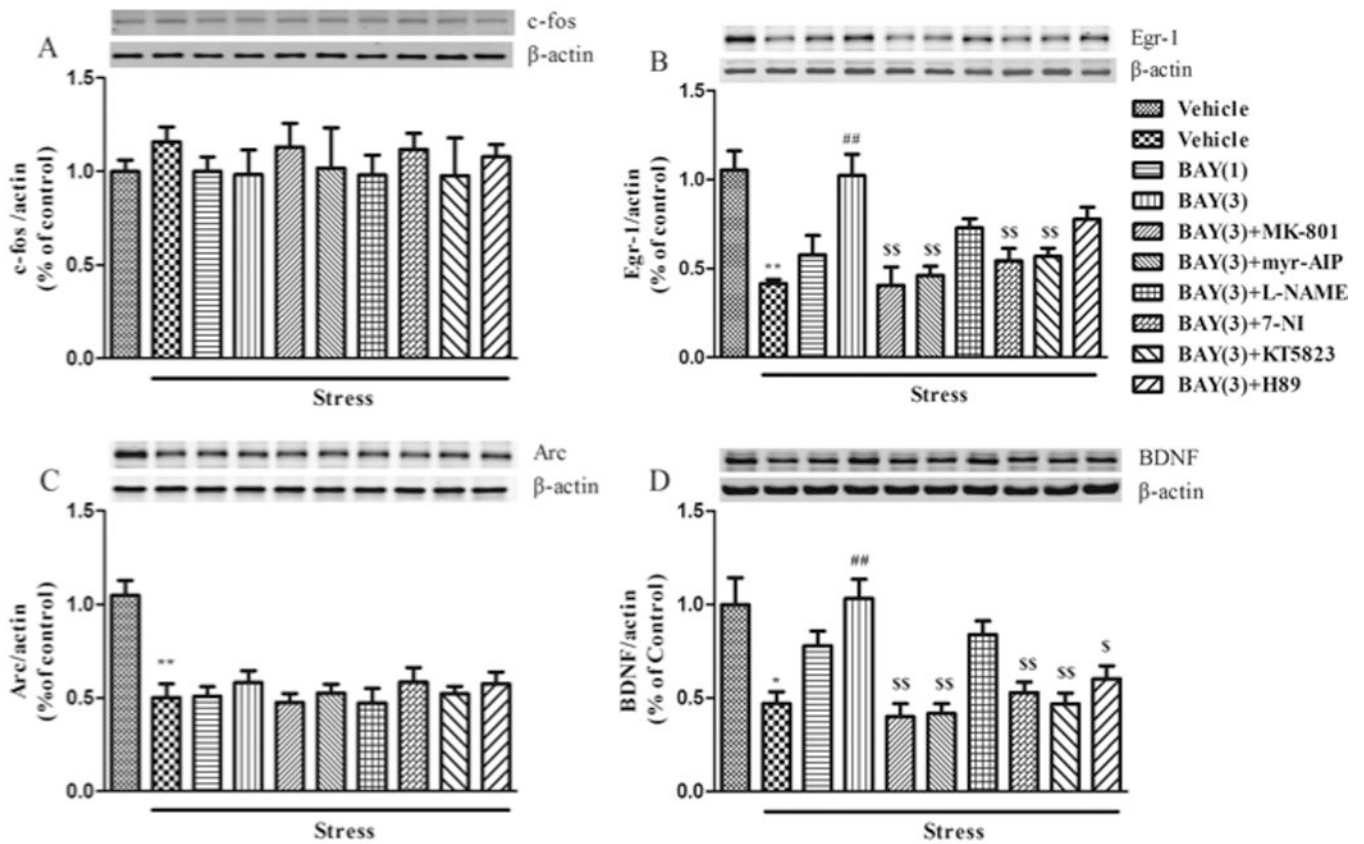 A
c-fos
β-actin
1.5
1.0
0.5
0.0
c-fos /actin
(% of control)
Stress
B
Egr-1
β-actin
1.5
1.0
0.5
0.0
Egr-1/actin
(% of control)
**
##
$$
$$
$$
$$
Stress
Vehicle
Vehicle
BAY(1)
BAY(3)
BAY(3)+MK-801
BAY(3)+myr-AIP
BAY(3)+L-NAME
BAY(3)+7-NI
BAY(3)+KT5823
BAY(3)+H89
C
Arc
β-actin
1.5
1.0
0.5
0.0
Arc/actin
(%of control)
**
Stress
D
BDNF
β-actin
1.5
1.0
0.5
0.0
BDNF/actin
(% of Control)
*
##
$$
$$
$$
$$
$
Stress